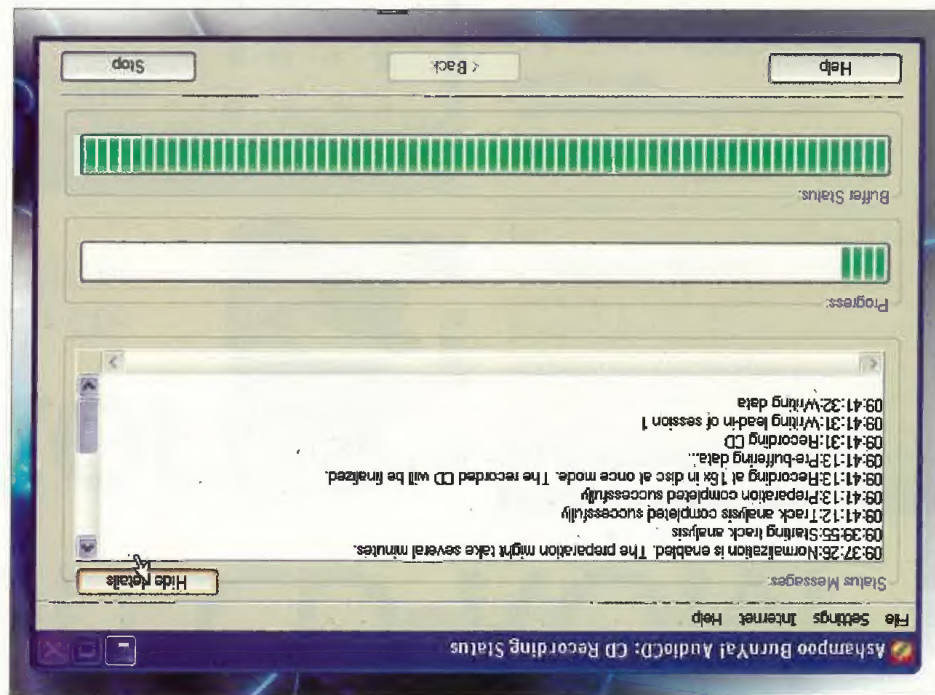 Ashampoo BurnYa! AudioCD: CD Recording Status
File Settings Internet Help
Status Messages:
Hide Details
09:37:26:Normalization is enabled. The preparation might take several minutes.
09:39:55:Starting track analysis
09:41:12:Track analysis completed successfully
09:41:13:Preparation completed successfully
09:41:13:Recording at 16x in disc at once mode. The recorded CD will be finalized.
09:41:13:Pre-buffering data...
09:41:31:Recording CD
09:41:31:Writing lead-in of session 1
09:41:32:Writing data
Progress:
Buffer Status:
Help
< Back
Stop